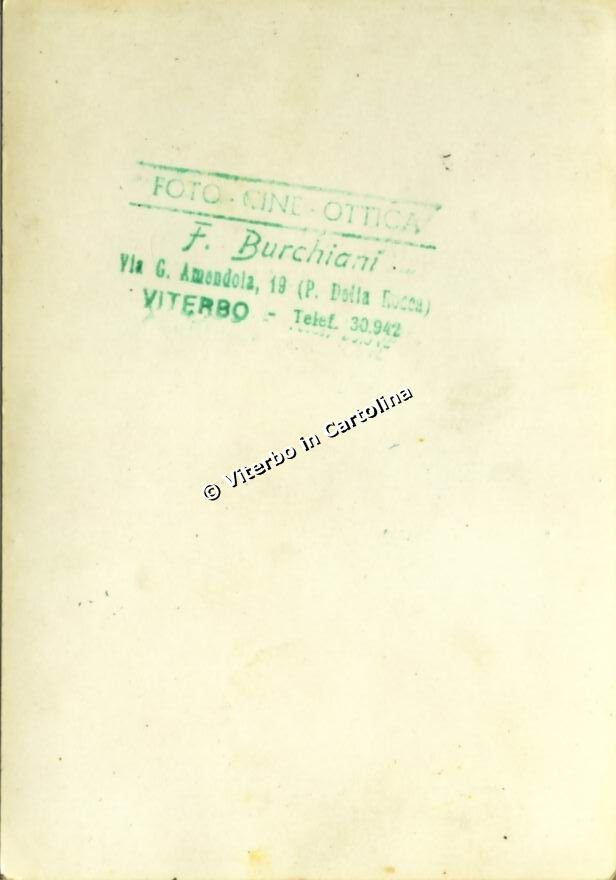 FOTO - CINE - OTTICA
F. Burchiani
Via G. Amendola, 19 (P. Della Rocca)
VITERBO - Telef. 30.942
© Viterbo in Cartolina